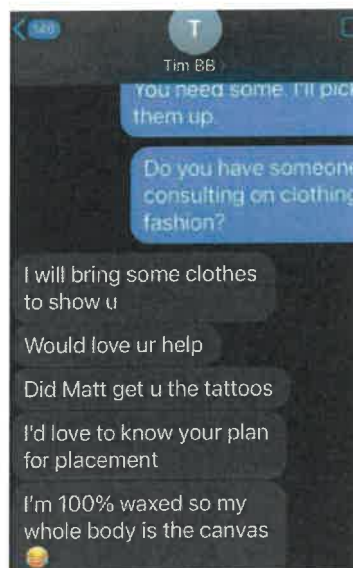 T
Tim BB
You need some. I'll pick
them up.
Do you have someone
consulting on clothing
fashion?
I will bring some clothes
to show u
Would love ur help
Did Matt get u the tattoos
I'd love to know your plan
for placement
I'm 100% waxed so my
whole body is the canvas
😂